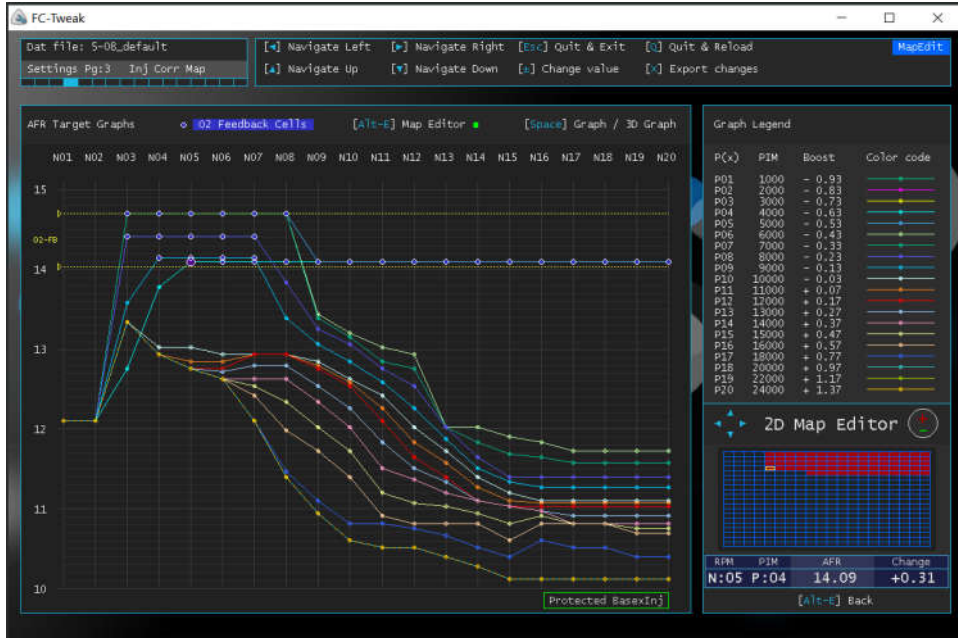 FC-Tweak
Dat file: S-08_default
Settings Pg:3 Inj Corr Map
[◄] Navigate Left [►] Navigate Right [Esc] Quit & Exit [Q] Quit & Reload
[▲] Navigate Up [▼] Navigate Down [±] Change value [X] Export changes
MapEdit
AFR Target Graphs O2 Feedback Cells [Alt-E] Map Editor [Space] Graph / 3D Graph
N01 N02 N03 N04 N05 N06 N07 N08 N09 N10 N11 N12 N13 N14 N15 N16 N17 N18 N19 N20
15
O2-FB
14
13
12
11
10
Protected BasexInj
Graph Legend
P(x) PIM Boost Color code
P01 1000 - 0.93
P02 2000 - 0.83
P03 3000 - 0.73
P04 4000 - 0.63
P05 5000 - 0.53
P06 6000 - 0.43
P07 7000 - 0.33
P08 8000 - 0.23
P09 9000 - 0.13
P10 10000 - 0.03
P11 11000 + 0.07
P12 12000 + 0.17
P13 13000 + 0.27
P14 14000 + 0.37
P15 15000 + 0.47
P16 16000 + 0.57
P17 18000 + 0.77
P18 20000 + 0.97
P19 22000 + 1.17
P20 24000 + 1.37
2D Map Editor
RPM PIM AFR Change
N:05 P:04 14.09 +0.31
[Alt-E] Back